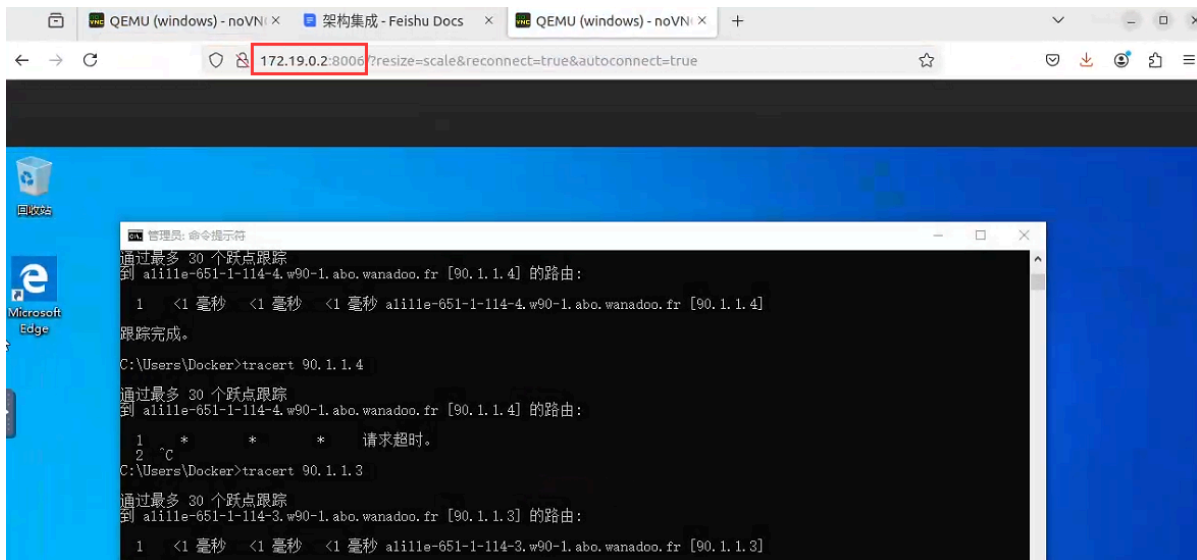 QEMU (windows) - noVN
架构集成 - Feishu Docs
QEMU (windows) - noVN
172.19.0.2:8006/?resize=scale&reconnect=true&autoconnect=true
回收站
Microsoft
Edge
管理员: 命令提示符
通过最多 30 个跃点跟踪
到 alille-651-1-114-4.w90-1.abo.wanadoo.fr [90.1.1.4] 的路由:
1 <1 毫秒 <1 毫秒 <1 毫秒 alille-651-1-114-4.w90-1.abo.wanadoo.fr [90.1.1.4]
跟踪完成。
C:\Users\Docker>tracert 90.1.1.4
通过最多 30 个跃点跟踪
到 alille-651-1-114-4.w90-1.abo.wanadoo.fr [90.1.1.4] 的路由:
1 * * * 请求超时。
2 ^C
C:\Users\Docker>tracert 90.1.1.3
通过最多 30 个跃点跟踪
到 alille-651-1-114-3.w90-1.abo.wanadoo.fr [90.1.1.3] 的路由:
1 <1 毫秒 <1 毫秒 <1 毫秒 alille-651-1-114-3.w90-1.abo.wanadoo.fr [90.1.1.3]